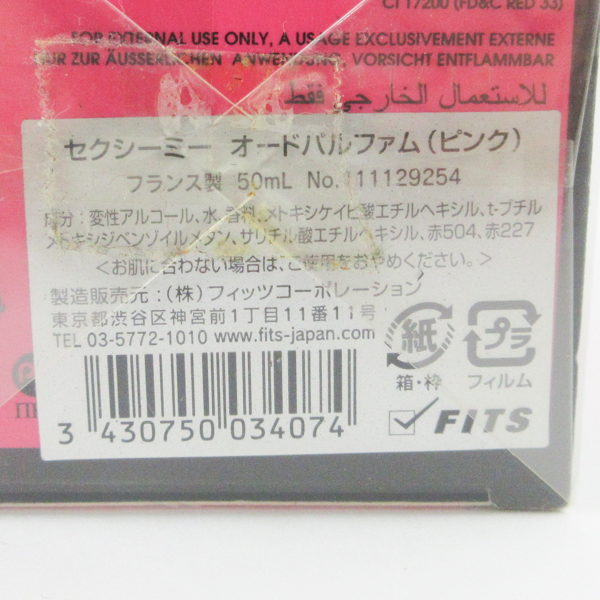 CI 17200 (FD&C RED 33)
FOR EXTERNAL USE ONLY, A USAGE EXCLUSIVEMENT EXTERNE
NUR ZUR ÄUSSERLICHEN ANWENDUNG, VORSICHT ENTFLAMMBAR
للاستعمال الخارجي فقط
セクシーミー オードパルファム(ピンク)
フランス製 50mL No.111129254
成分:変性アルコール、水、香料、メトキシケイヒ酸エチルヘキシル、t-ブチル
メトキシジベンゾイルメタン、サリチル酸エチルヘキシル、赤504、赤227
<お肌に合わない場合は、ご使用をおやめください。>
製造販売元:(株)フィッツコーポレーション
東京都渋谷区神宮前1丁目11番11号
TEL 03-5772-1010 www.fits-japan.com
紙
プラ
箱・枠
フィルム
3 430750 034074
FITS